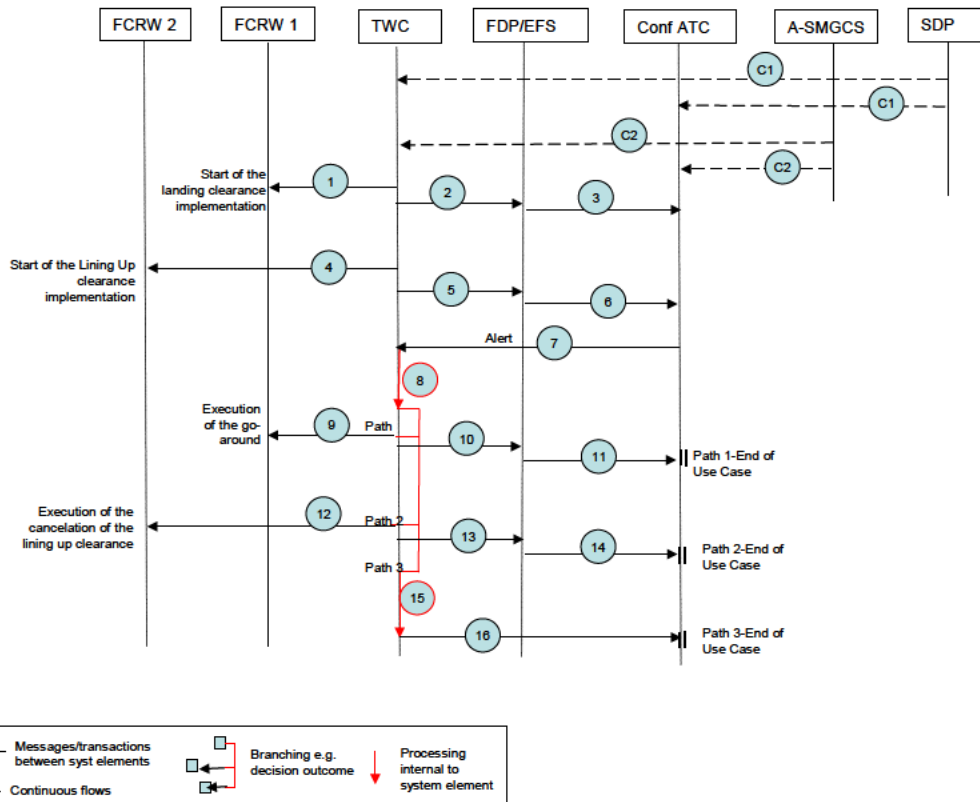 FCRW 2
FCRW 1
TWC
FDP/EFS
Conf ATC
A-SMGCS
SDP
C1
C1
C2
C2
Start of the
landing clearance
implementation
1
2
3
Start of the Lining Up
clearance
implementation
4
5
6
Alert
7
8
Execution
of the go-
around
9
Path
10
11
Path 1-End of
Use Case
Execution of the
cancelation of the
lining up clearance
12
Path 2
13
14
Path 2-End of
Use Case
Path 3
15
16
Path 3-End of
Use Case
Messages/transactions
between syst elements
Continuous flows
Branching e.g.
decision outcome
Processing
internal to
system element